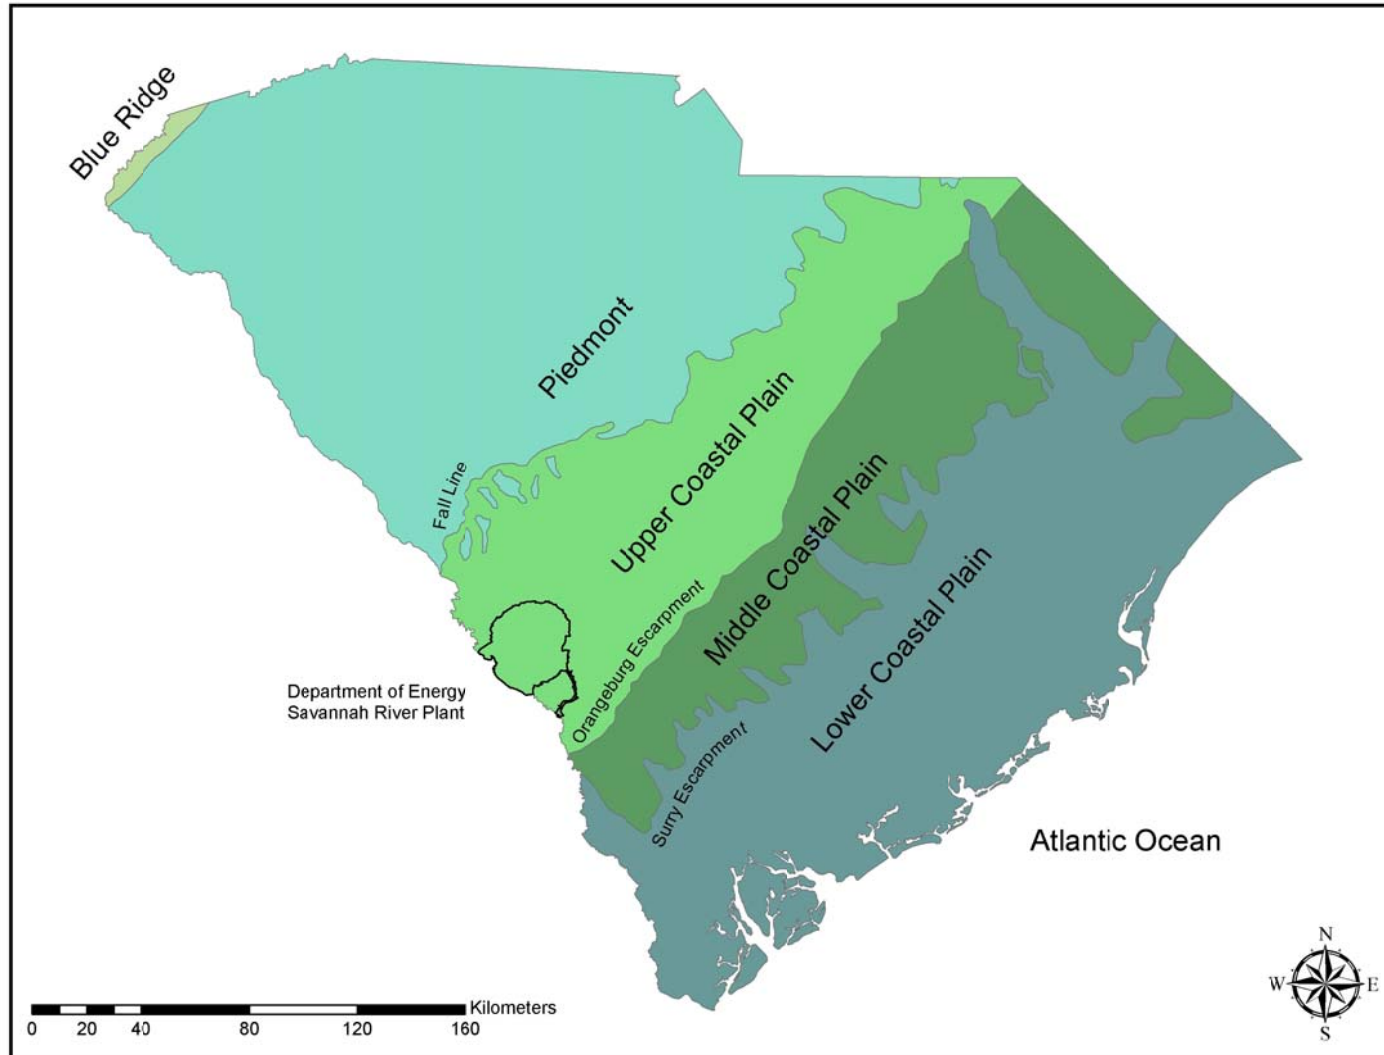 Blue Ridge
Piedmont
Fall Line
Upper Coastal Plain
Orangeburg Escarpment
Middle Coastal Plain
Surry Escarpment
Lower Coastal Plain
Department of Energy
Savannah River Plant
Atlantic Ocean
N
W E
S
Kilometers
0 20 40 80 120 160